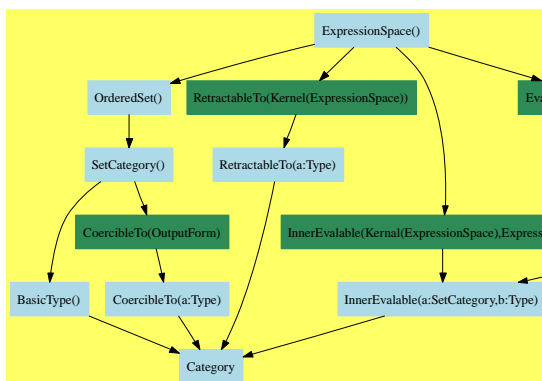 ExpressionSpace()
OrderedSet()
RetractableTo(Kernel(ExpressionSpace))
Eva
SetCategory()
RetractableTo(a:Type)
CoercibleTo(OutputForm)
InnerEvalable(Kernal(ExpressionSpace),Express
BasicType()
CoercibleTo(a:Type)
InnerEvalable(a:SetCategory,b:Type)
Category